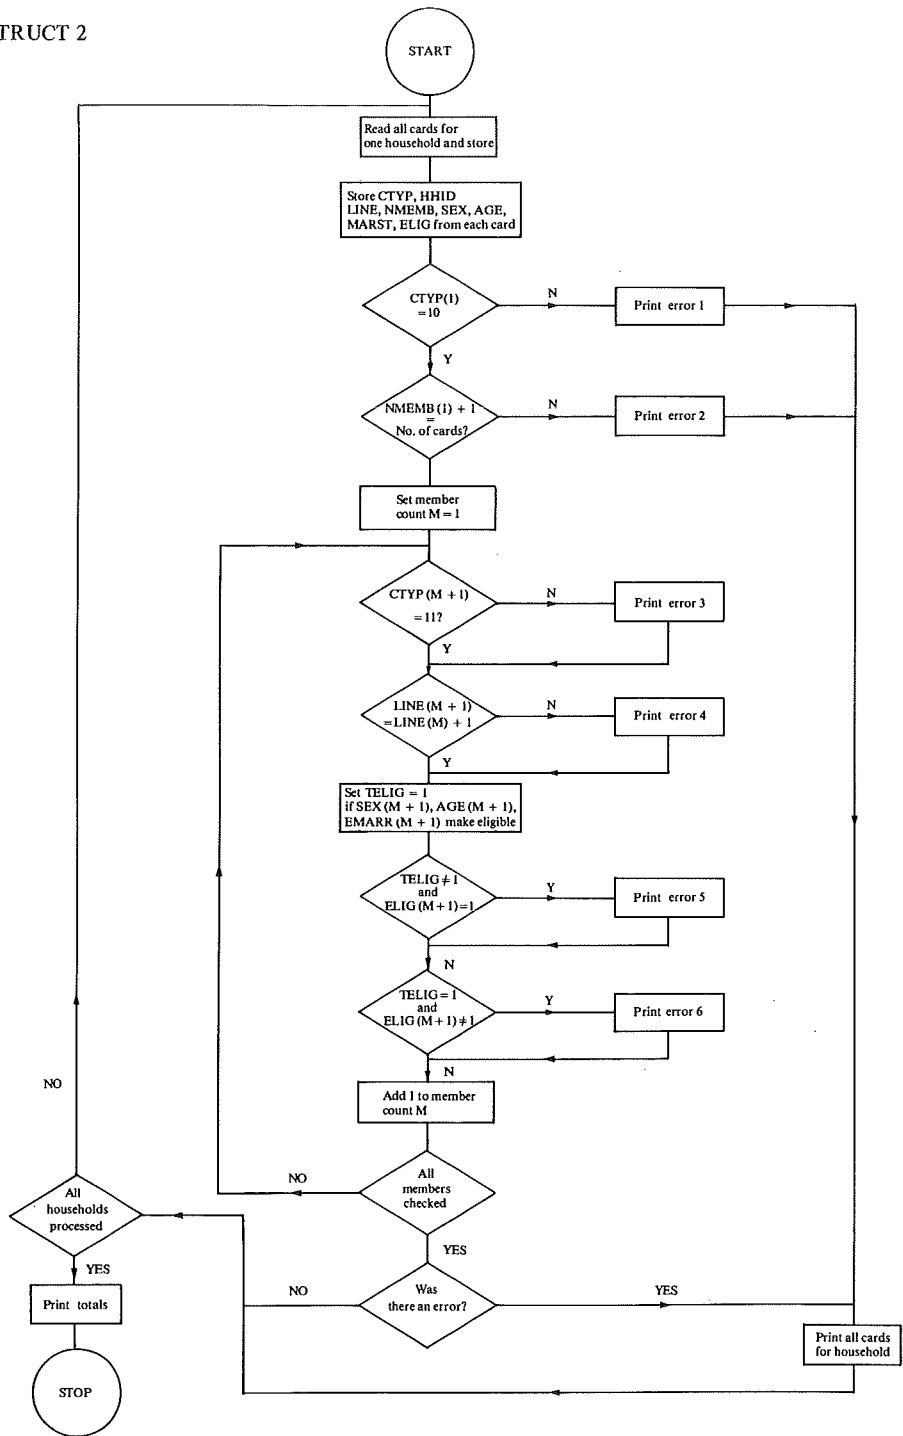 TRUCT 2
START
Read all cards for
one household and store
Store CTYP, HHID
LINE, NMEMB, SEX, AGE,
MARST, ELIG from each card
CTYP(1)
=10
N
Print error 1
Y
NMEMB(1) + 1
=
No. of cards?
N
Print error 2
Set member
count M = 1
CTYP (M + 1)
= 11?
N
Print error 3
Y
LINE (M + 1)
= LINE (M) + 1
N
Print error 4
Y
Set TELIG = 1
if SEX (M + 1), AGE (M + 1),
EMARR (M + 1) make eligible
TELIG ≠ 1
and
ELIG (M+1)=1
Y
Print error 5
N
TELIG = 1
and
ELIG (M+1) ≠ 1
Y
Print error 6
N
Add 1 to member
count M
All
members
checked
NO
YES
Was
there an error?
NO
YES
Print all cards
for household
NO
All
households
processed
YES
Print totals
STOP